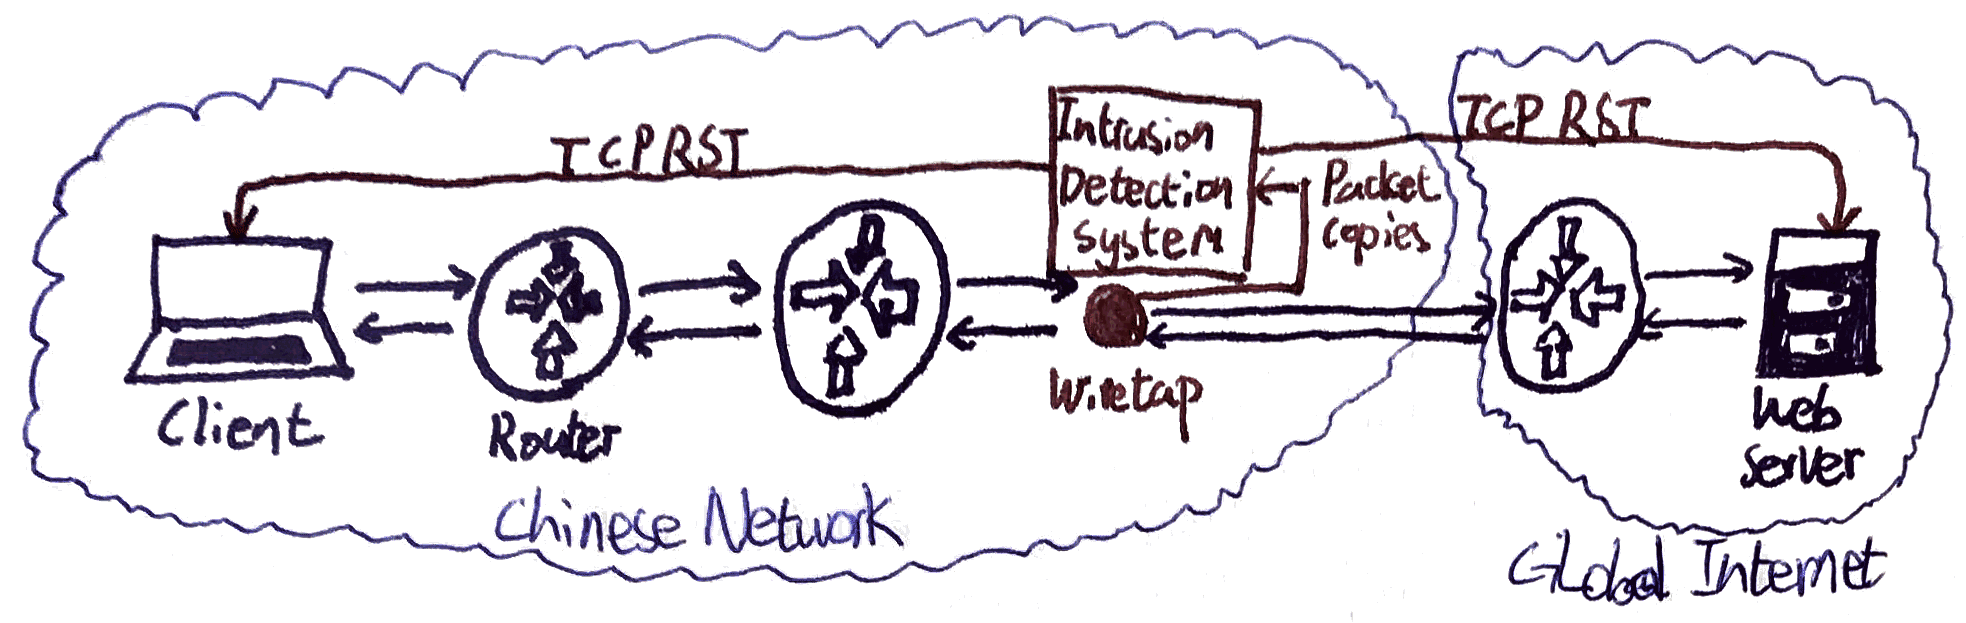 TCP RST
Intrusion
Detection
System
TCP RST
Packet
copies
Client
Router
Wiretap
Web
Server
Chinese Network
Global Internet